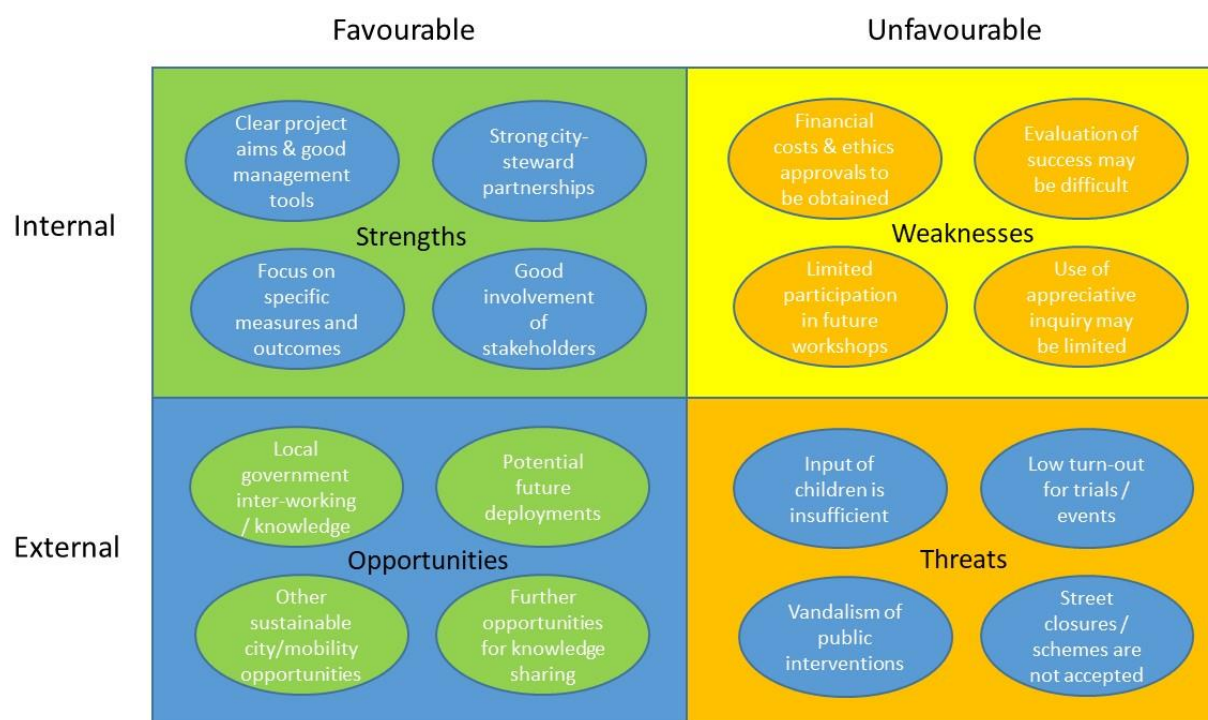 Favourable
Unfavourable
Internal
Clear project
aims & good
management
tools
Strong city-
steward
partnerships
Strengths
Focus on
specific
measures and
outcomes
Good
involvement
of
stakeholders
Financial
costs & ethics
approvals to
be obtained
Evaluation of
success may
be difficult
Weaknesses
Limited
participation
in future
workshops
Use of
appreciative
inquiry may
be limited
External
Local
government
inter-working
/ knowledge
Potential
future
deployments
Opportunities
Other
sustainable
city/mobility
opportunities
Further
opportunities
for knowledge
sharing
Input of
children is
insufficient
Low turn-out
for trials /
events
Threats
Vandalism of
public
interventions
Street
closures /
schemes are
not accepted